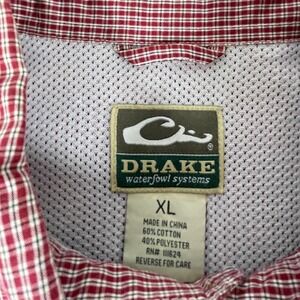 ®
DRAKE
waterfowl systems
XL
MADE IN CHINA
60% COTTON
40% POLYESTER
RN# 111624
REVERSE FOR CARE